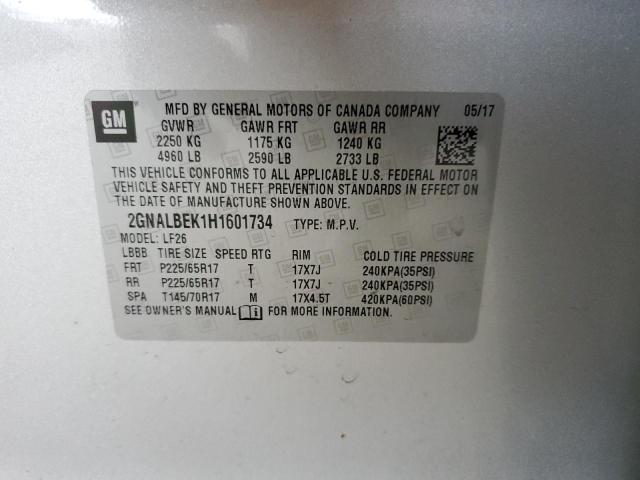 GM
MFD BY GENERAL MOTORS OF CANADA COMPANY 05/17
GVWR GAWR FRT GAWR RR
2250 KG 1175 KG 1240 KG
4960 LB 2590 LB 2733 LB
THIS VEHICLE CONFORMS TO ALL APPLICABLE U.S. FEDERAL MOTOR
VEHICLE SAFETY AND THEFT PREVENTION STANDARDS IN EFFECT ON
THE DATE OF MANUFACTURE SHOWN ABOVE.
2GNALBEK1H1601734 TYPE: M.P.V.
MODEL: LF26
LBBB TIRE SIZE SPEED RTG RIM COLD TIRE PRESSURE
FRT P225/65R17 T 17X7J 240KPA(35PSI)
RR P225/65R17 T 17X7J 240KPA(35PSI)
SPA T145/70R17 M 17X4.5T 420KPA(60PSI)
SEE OWNER'S MANUAL FOR MORE INFORMATION.